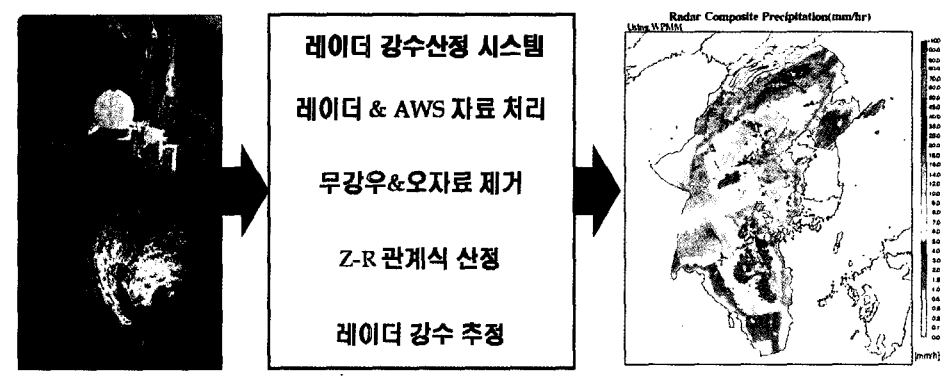 레이더 강수산정 시스템
레이더 & AWS 자료 처리
무강우&오자료 제거
Z-R 관계식 산정
레이더 강수 추정
Radar Composite Precipitation(mm/hr)
Using WPMM
[mm/h]